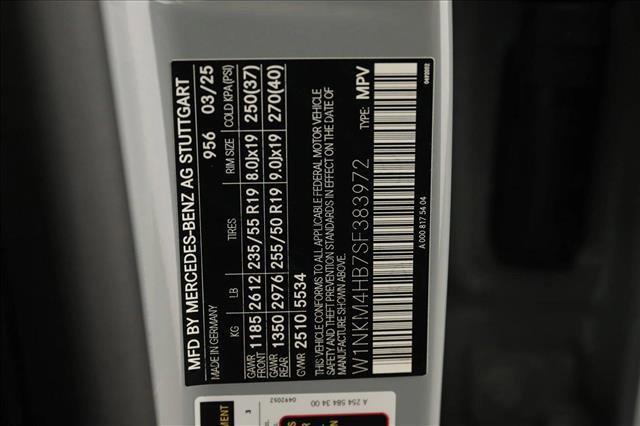 MFD BY MERCEDES-BENZ AG STUTTGART
MADE IN GERMANY 956 03/25
KG LB TIRES RIM SIZE COLD KPA(PSI)
GAWR FRONT 1185 2612 235/55 R19 8.0Jx19 250(37)
GAWR REAR 1350 2976 255/50 R19 9.0Jx19 270(40)
GVWR 2510 5534
THIS VEHICLE CONFORMS TO ALL APPLICABLE FEDERAL MOTOR VEHICLE
SAFETY AND THEFT PREVENTION STANDARDS IN EFFECT ON THE DATE OF
MANUFACTURE SHOWN ABOVE.
W1NKM4HB7SF383972 TYPE: MPV
A 000 817 54 04
0492052
A 254 584 34 00
0492052
3